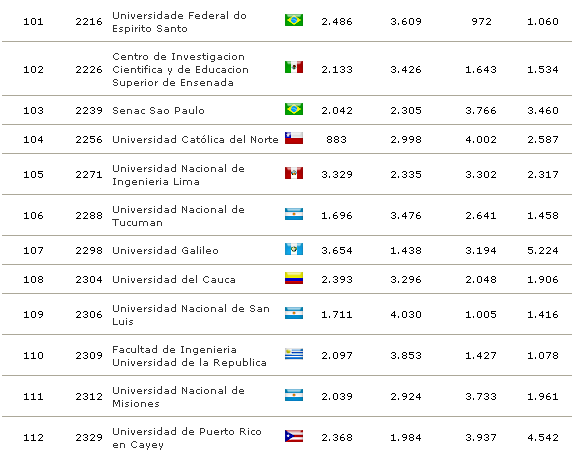 101 2216 Universidade Federal do Espirito Santo 2.486 3.609 972 1.060
102 2226 Centro de Investigacion Cientifica y de Educacion Superior de Ensenada 2.133 3.426 1.643 1.534
103 2239 Senac Sao Paulo 2.042 2.305 3.766 3.460
104 2256 Universidad Católica del Norte 883 2.998 4.002 2.587
105 2271 Universidad Nacional de Ingenieria Lima 3.329 2.335 3.302 2.317
106 2288 Universidad Nacional de Tucuman 1.696 3.476 2.641 1.458
107 2298 Universidad Galileo 3.654 1.438 3.194 5.224
108 2304 Universidad del Cauca 2.393 3.296 2.048 1.906
109 2306 Universidad Nacional de San Luis 1.711 4.030 1.005 1.416
110 2309 Facultad de Ingenieria Universidad de la Republica 2.097 3.853 1.427 1.078
111 2312 Universidad Nacional de Misiones 2.039 2.924 3.733 1.961
112 2329 Universidad de Puerto Rico en Cayey 2.368 1.984 3.937 4.542